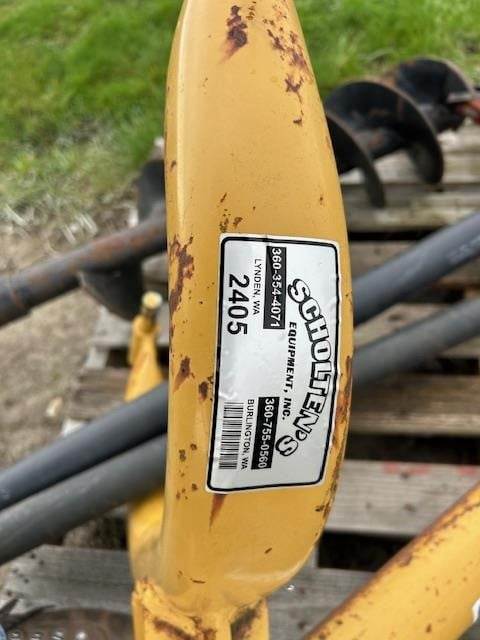 SCHOLTEN'S
EQUIPMENT, INC.
360-354-4071
LYNDEN, WA
360-755-0560
BURLINGTON, WA
2405